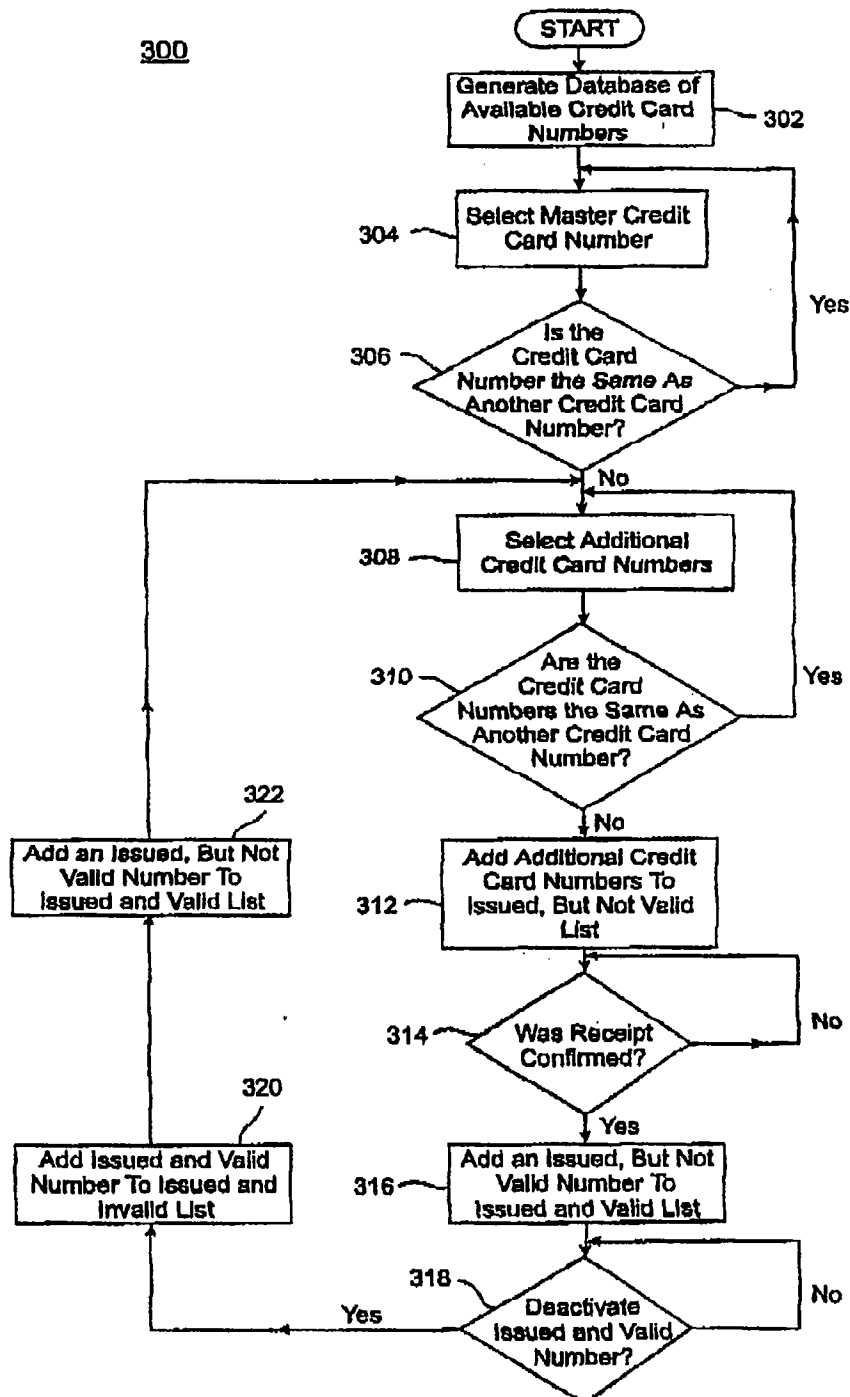 300
START
Generate Database of
Available Credit Card
Numbers
302
Select Master Credit
Card Number
304
Yes
Is the
Credit Card
Number the Same As
Another Credit Card
Number?
306
No
Select Additional
Credit Card Numbers
308
Are the
Credit Card
Numbers the Same As
Another Credit Card
Number?
310
Yes
No
322
Add an Issued, But Not
Valid Number To
Issued and Valid List
Add Additional Credit
Card Numbers To
Issued, But Not Valid
List
312
Was Receipt
Confirmed?
314
No
Yes
320
Add Issued and Valid
Number To Issued and
Invalid List
Add an Issued, But Not
Valid Number To
Issued and Valid List
316
318
Deactivate
Issued and Valid
Number?
Yes
No